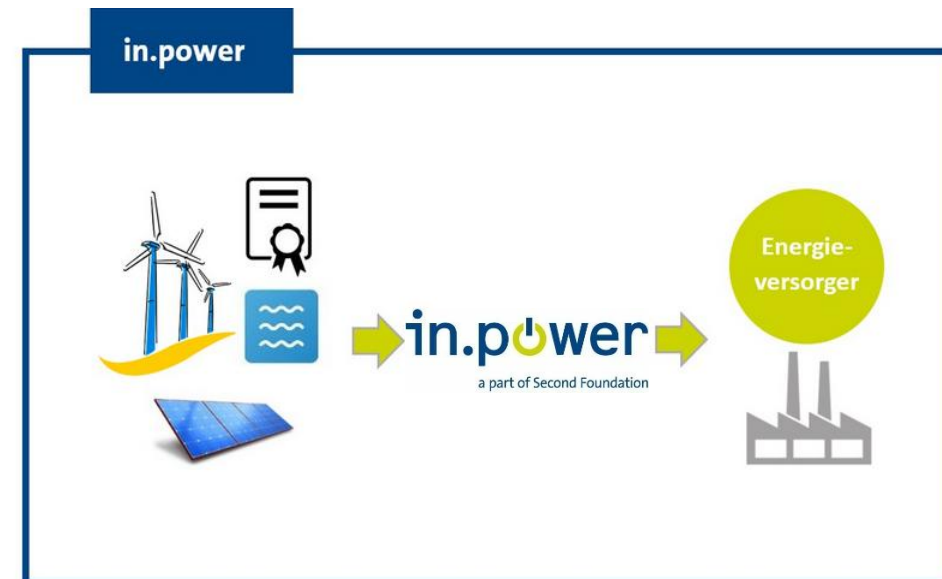 in.power
in.power
a part of Second Foundation
Energie-
versorger